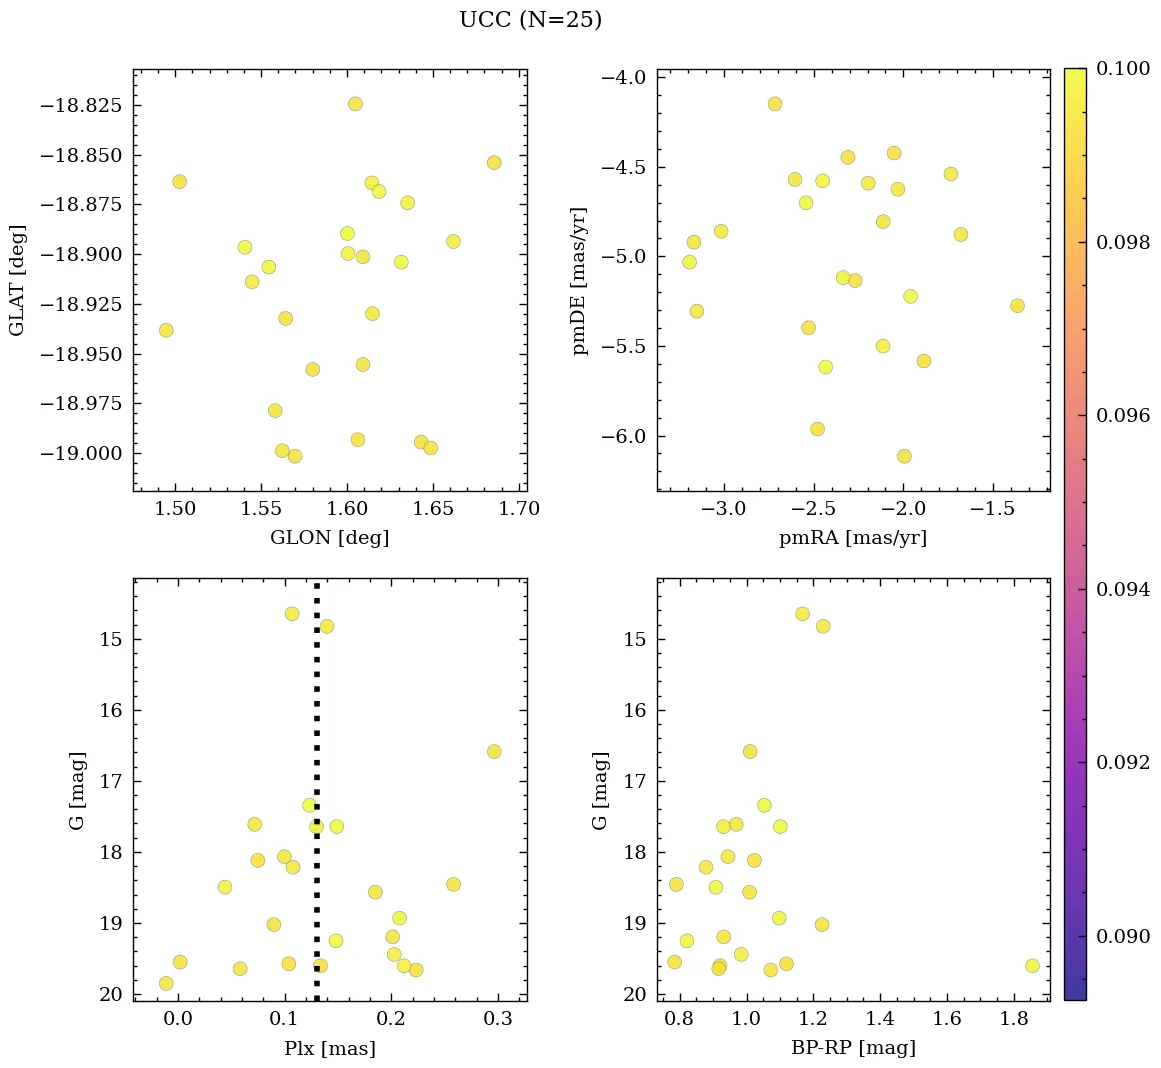 UCC (N=25)
−18.825
−18.850
−18.875
−18.900
−18.925
−18.950
−18.975
−19.000
GLAT [deg]
1.50 1.55 1.60 1.65 1.70
GLON [deg]
−4.0
−4.5
−5.0
−5.5
−6.0
pmDE [mas/yr]
−3.0 −2.5 −2.0 −1.5
pmRA [mas/yr]
15
16
17
18
19
20
G [mag]
0.0 0.1 0.2 0.3
Plx [mas]
15
16
17
18
19
20
G [mag]
0.8 1.0 1.2 1.4 1.6 1.8
BP-RP [mag]
0.100
0.098
0.096
0.094
0.092
0.090